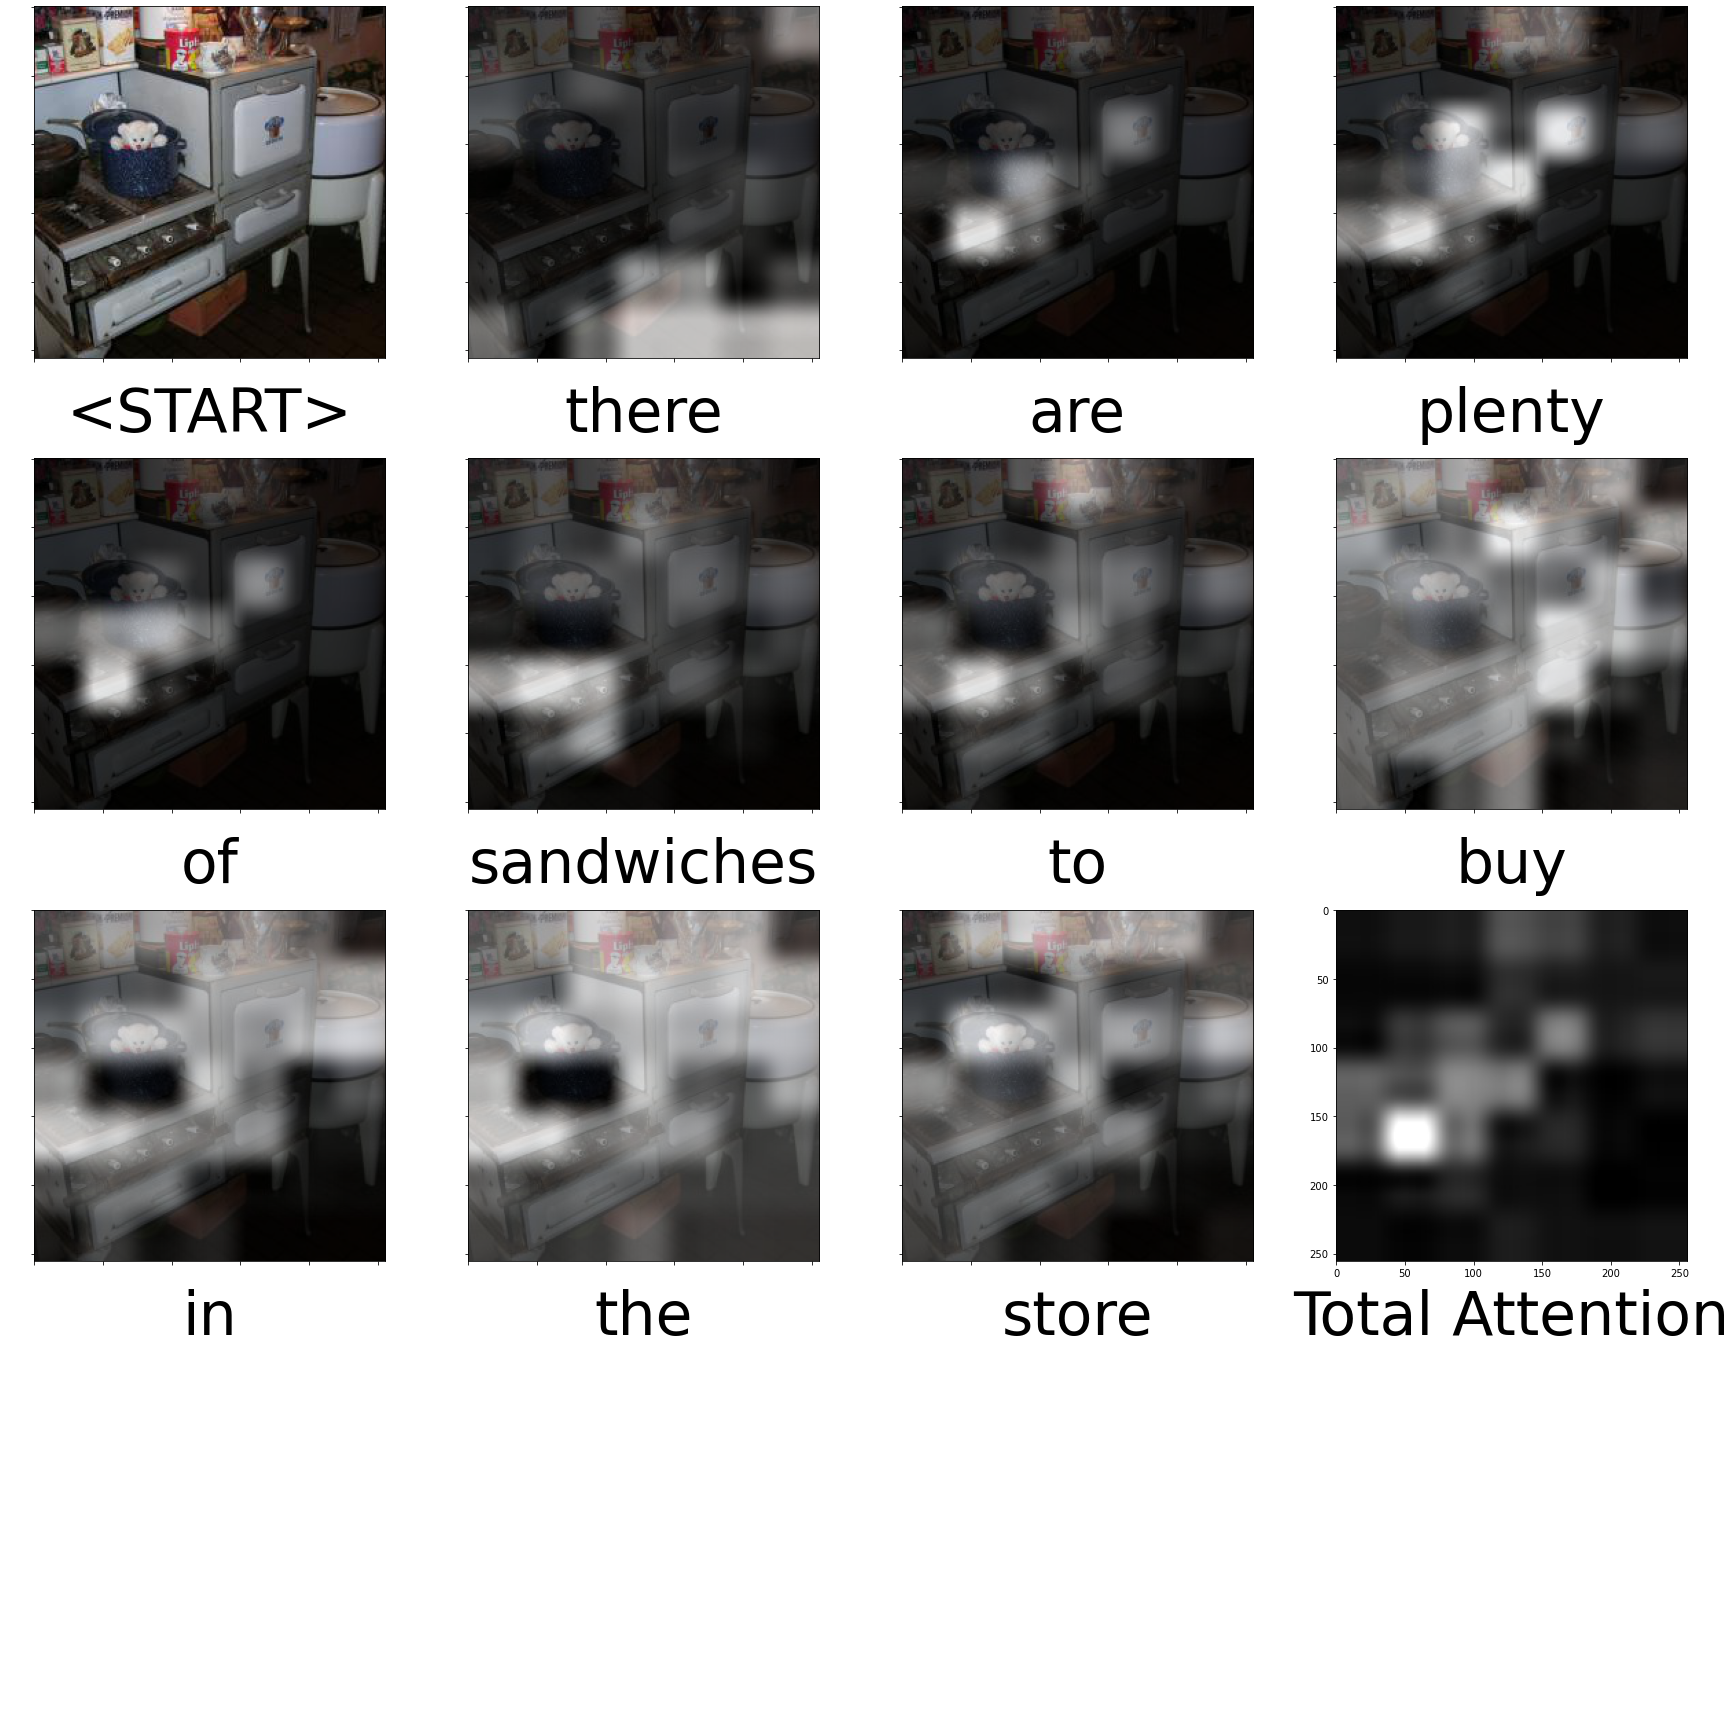 <START>
there
are
plenty
of
sandwiches
to
buy
in
the
store
0
50
100
150
200
250
0
50
100
150
200
250
Total Attention